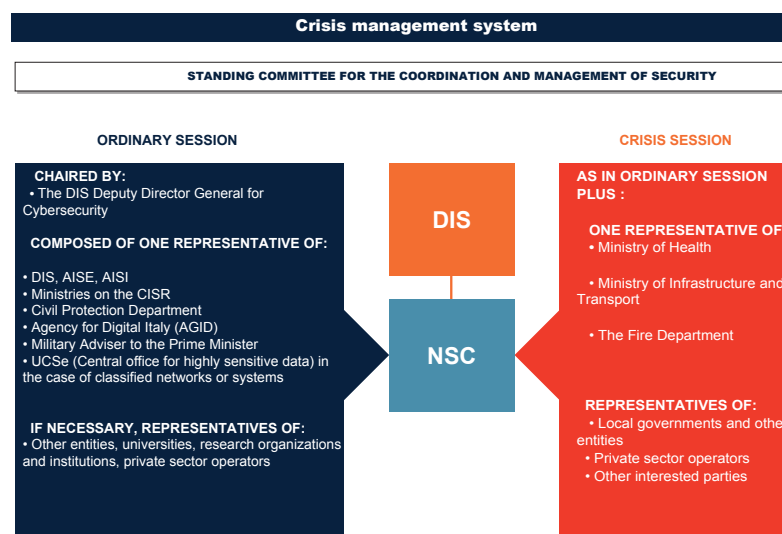 Crisis management system
STANDING COMMITTEE FOR THE COORDINATION AND MANAGEMENT OF SECURITY
ORDINARY SESSION
CHAIRED BY:
• The DIS Deputy Director General for
Cybersecurity
COMPOSED OF ONE REPRESENTATIVE OF:
• DIS, AISE, AISI
• Ministries on the CISR
• Civil Protection Department
• Agency for Digital Italy (AGID)
• Military Adviser to the Prime Minister
• UCSe (Central office for highly sensitive data) in
the case of classified networks or systems
IF NECESSARY, REPRESENTATIVES OF:
• Other entities, universities, research organizations
and institutions, private sector operators
DIS
NSC
CRISIS SESSION
AS IN ORDINARY SESSION
PLUS :
ONE REPRESENTATIVE OF
• Ministry of Health
• Ministry of Infrastructure and
Transport
• The Fire Department
REPRESENTATIVES OF:
• Local governments and othe
entities
• Private sector operators
• Other interested parties